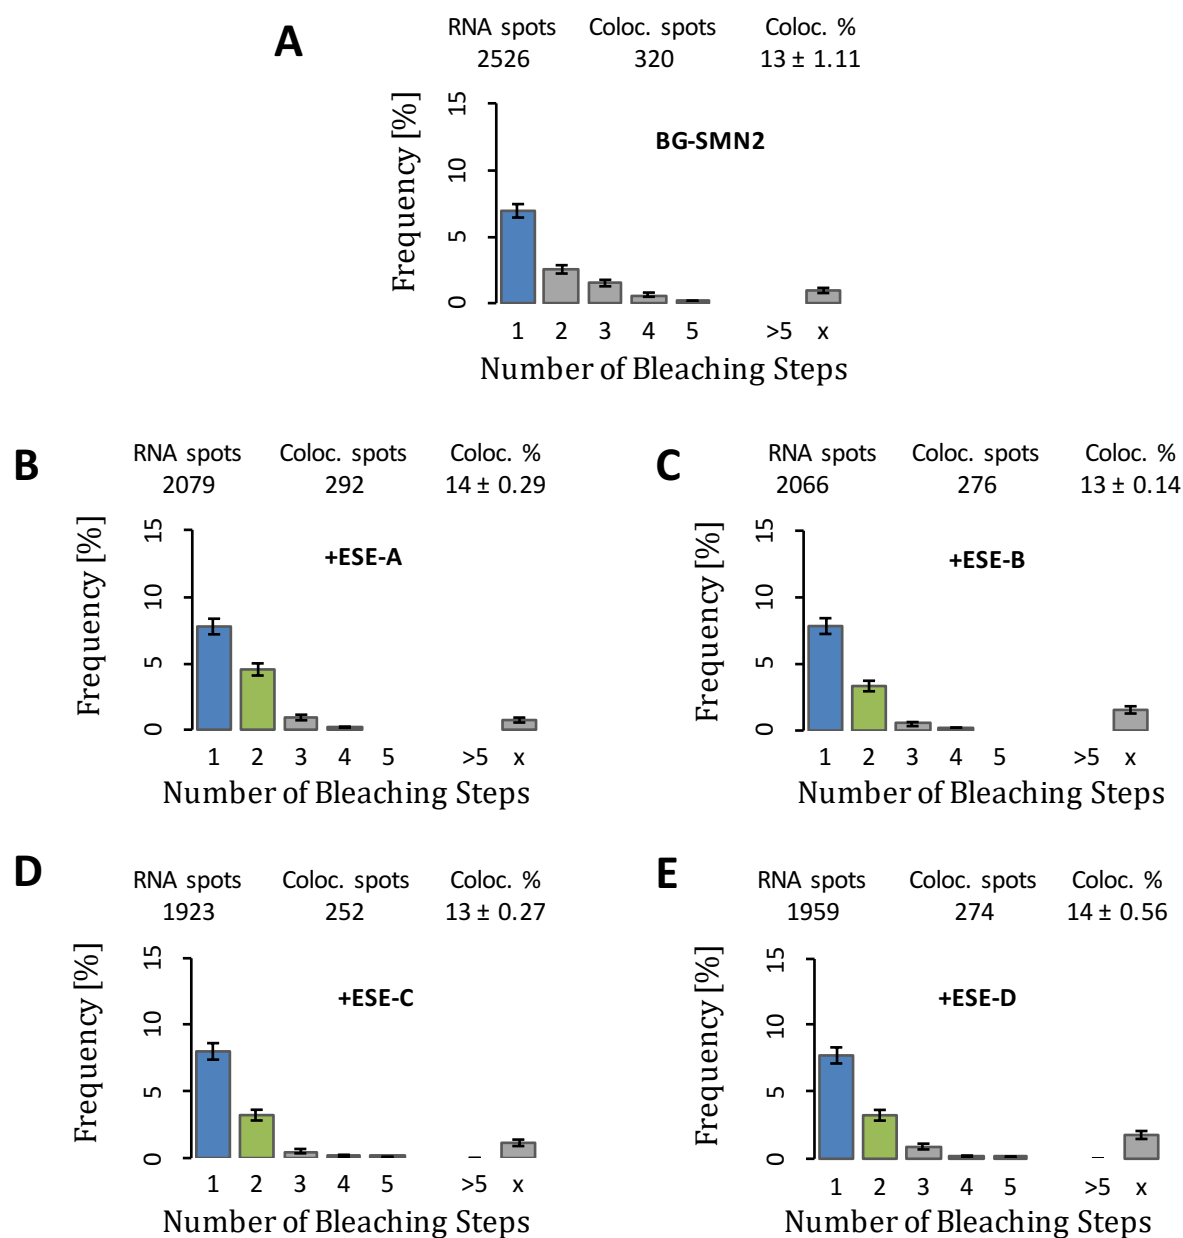 A
RNA spots Coloc. spots Coloc. %
2526 320 13 ± 1.11
Frequency [%]
15
10
5
0
BG-SMN2
1 2 3 4 5 >5 x
Number of Bleaching Steps
B
RNA spots Coloc. spots Coloc. %
2079 292 14 ± 0.29
Frequency [%]
15
10
5
0
+ESE-A
1 2 3 4 5 >5 x
Number of Bleaching Steps
C
RNA spots Coloc. spots Coloc. %
2066 276 13 ± 0.14
Frequency [%]
15
10
5
0
+ESE-B
1 2 3 4 5 >5 x
Number of Bleaching Steps
D
RNA spots Coloc. spots Coloc. %
1923 252 13 ± 0.27
Frequency [%]
15
10
5
0
+ESE-C
1 2 3 4 5 >5 x
Number of Bleaching Steps
E
RNA spots Coloc. spots Coloc. %
1959 274 14 ± 0.56
Frequency [%]
15
10
5
0
+ESE-D
1 2 3 4 5 >5 x
Number of Bleaching Steps